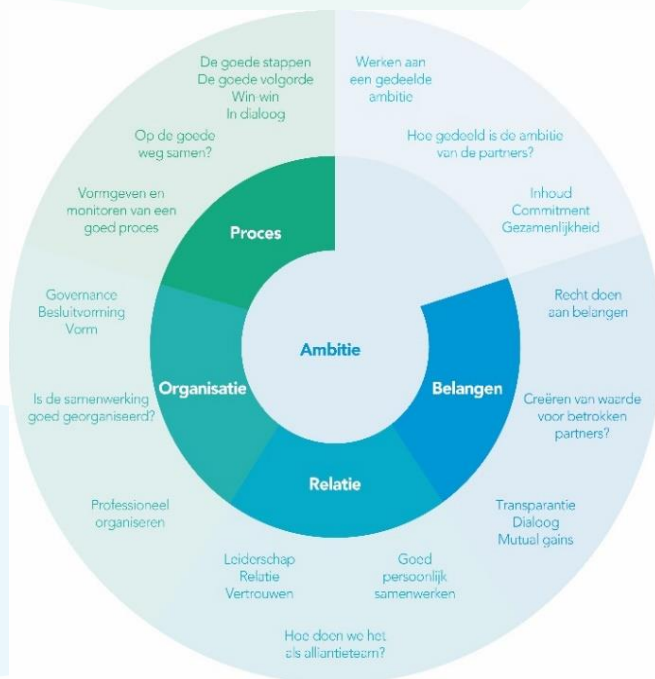 De goede stappen
De goede volgorde
Win win
In dialoog
Op de goede
weg samen?
Vormgeven en
monitoren van een
goed proces
Proces
Werken aan
een gedeelde
ambitie
Hoe gedeeld is de ambitie
van de partners?
Inhoud
Commitment
Gezamenlijkheid
Ambitie
Recht doen
aan belangen
Creëren van waarde
voor betrokken
partners?
Transparantie
Dialoog
Mutual gains
Belangen
Relatie
Goed
persoonlijk
samenwerken
Leiderschap
Relatie
Vertrouwen
Hoe doen we het
als alliantieteam?
Organisatie
Governance
Besluitvorming
Vorm
Is de samenwerking
goed georganiseerd?
Professioneel
organiseren